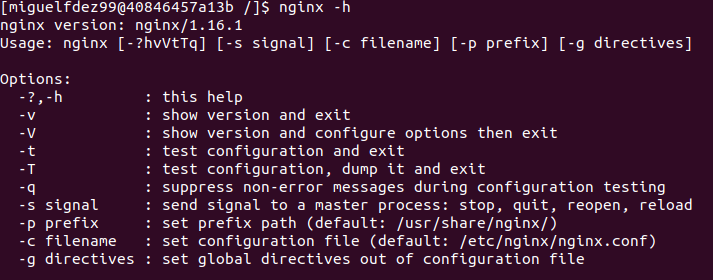 [miguelfdez99@40846457a13b /]$ nginx -h
nginx version: nginx/1.16.1
Usage: nginx [-?hvVtTq] [-s signal] [-c filename] [-p prefix] [-g directives]

Options:
  -?,-h         : this help
  -v            : show version and exit
  -V            : show version and configure options then exit
  -t            : test configuration and exit
  -T            : test configuration, dump it and exit
  -q            : suppress non-error messages during configuration testing
  -s signal     : send signal to a master process: stop, quit, reopen, reload
  -p prefix     : set prefix path (default: /usr/share/nginx/)
  -c filename   : set configuration file (default: /etc/nginx/nginx.conf)
  -g directives : set global directives out of configuration file